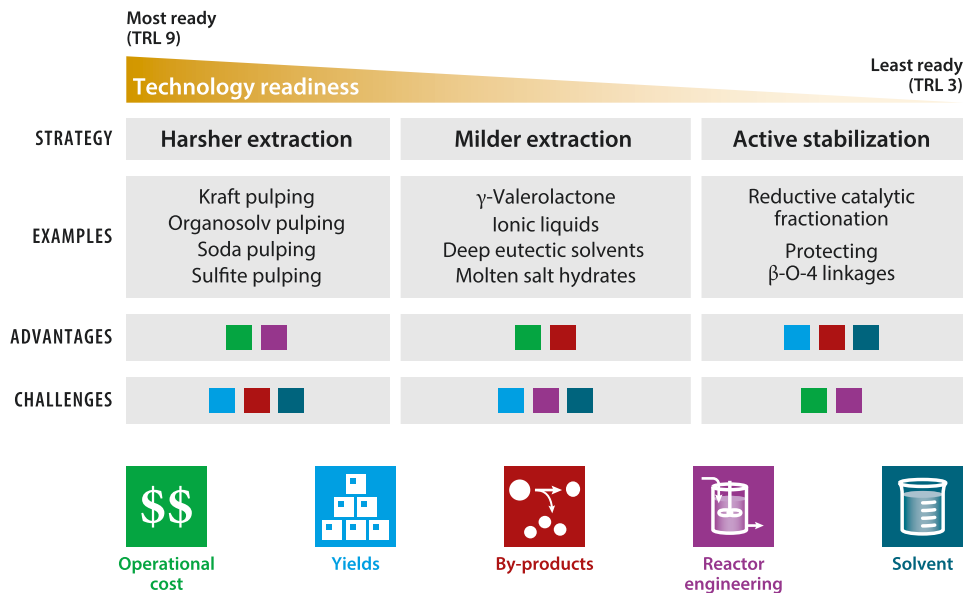 Most ready
(TRL 9)
Least ready
(TRL 3)
Technology readiness
STRATEGY
Harsher extraction
Milder extraction
Active stabilization
EXAMPLES
Kraft pulping
Organosolv pulping
Soda pulping
Sulfite pulping
γ-Valerolactone
Ionic liquids
Deep eutectic solvents
Molten salt hydrates
Reductive catalytic
fractionation
Protecting
β-O-4 linkages
ADVANTAGES
CHALLENGES
$$
Operational
cost
Yields
By-products
Reactor
engineering
Solvent